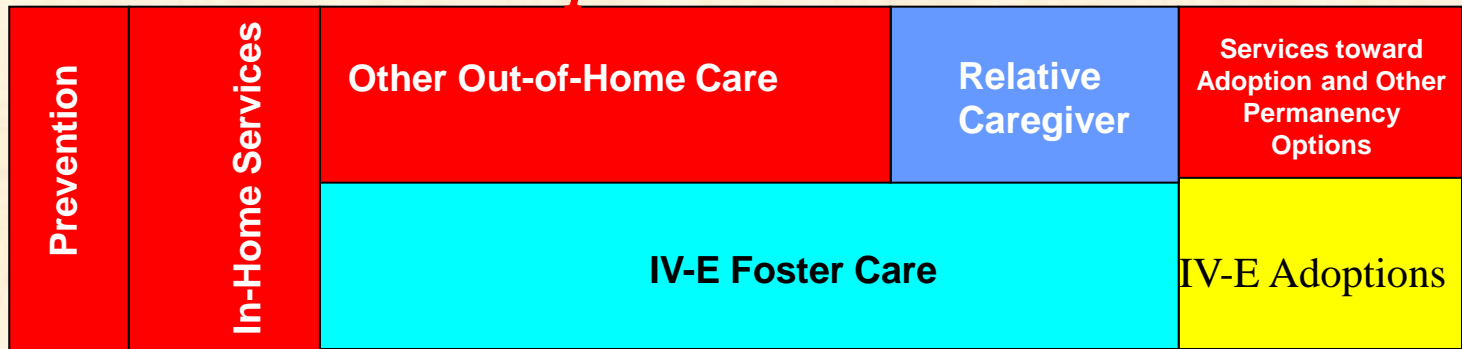 Prevention
In-Home Services
Other Out-of-Home Care
Relative
Caregiver
Services toward
Adoption and Other
Permanency
Options
IV-E Foster Care
IV-E Adoptions